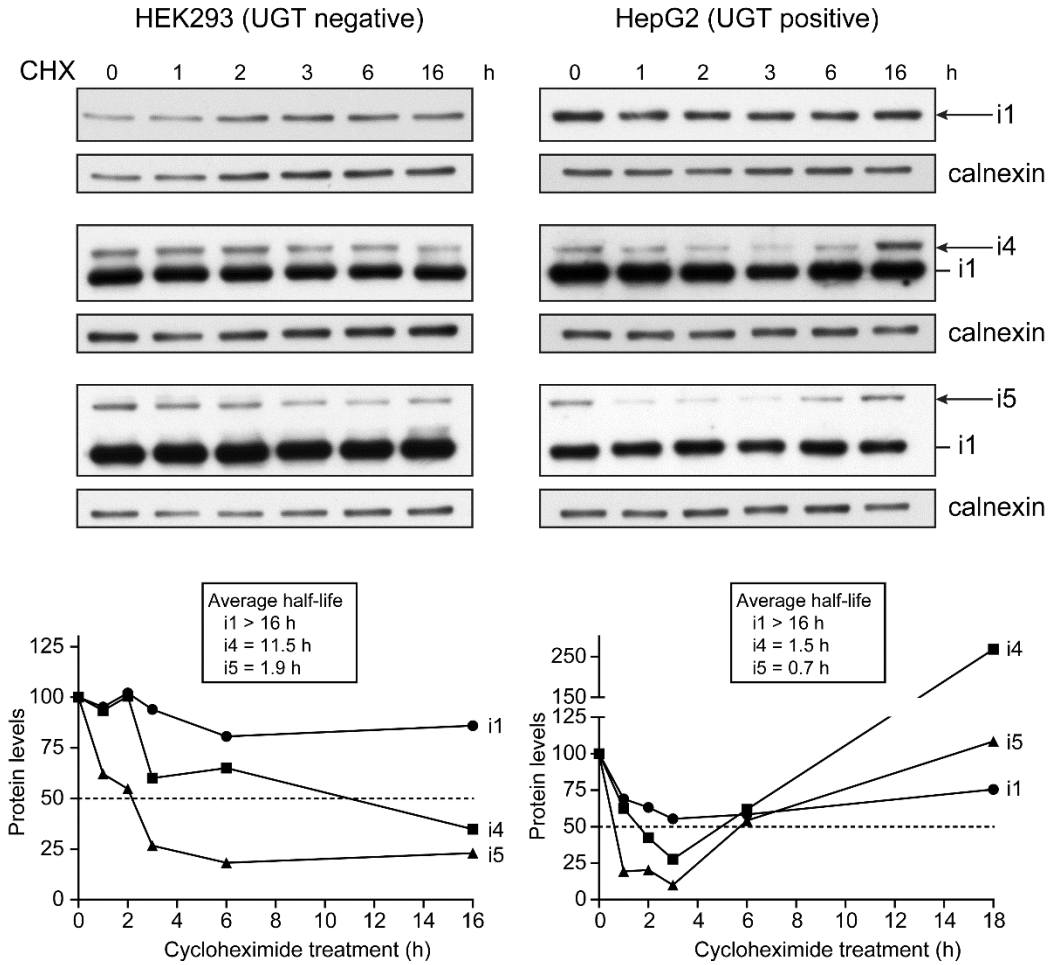 HEK293 (UGT negative)
HepG2 (UGT positive)
CHX 0 1 2 3 6 16 h
0 1 2 3 6 16 h
i1
calnexin
i4
i1
calnexin
i5
i1
calnexin
Average half-life
i1 > 16 h
i4 = 11.5 h
i5 = 1.9 h
Protein levels
125
100
75
50
25
0
i1
i4
i5
0 2 4 6 8 10 12 14 16
Cycloheximide treatment (h)
Average half-life
i1 > 16 h
i4 = 1.5 h
i5 = 0.7 h
Protein levels
250
150
125
100
75
50
25
0
i4
i5
i1
0 2 4 6 8 10 12 14 18
Cycloheximide treatment (h)